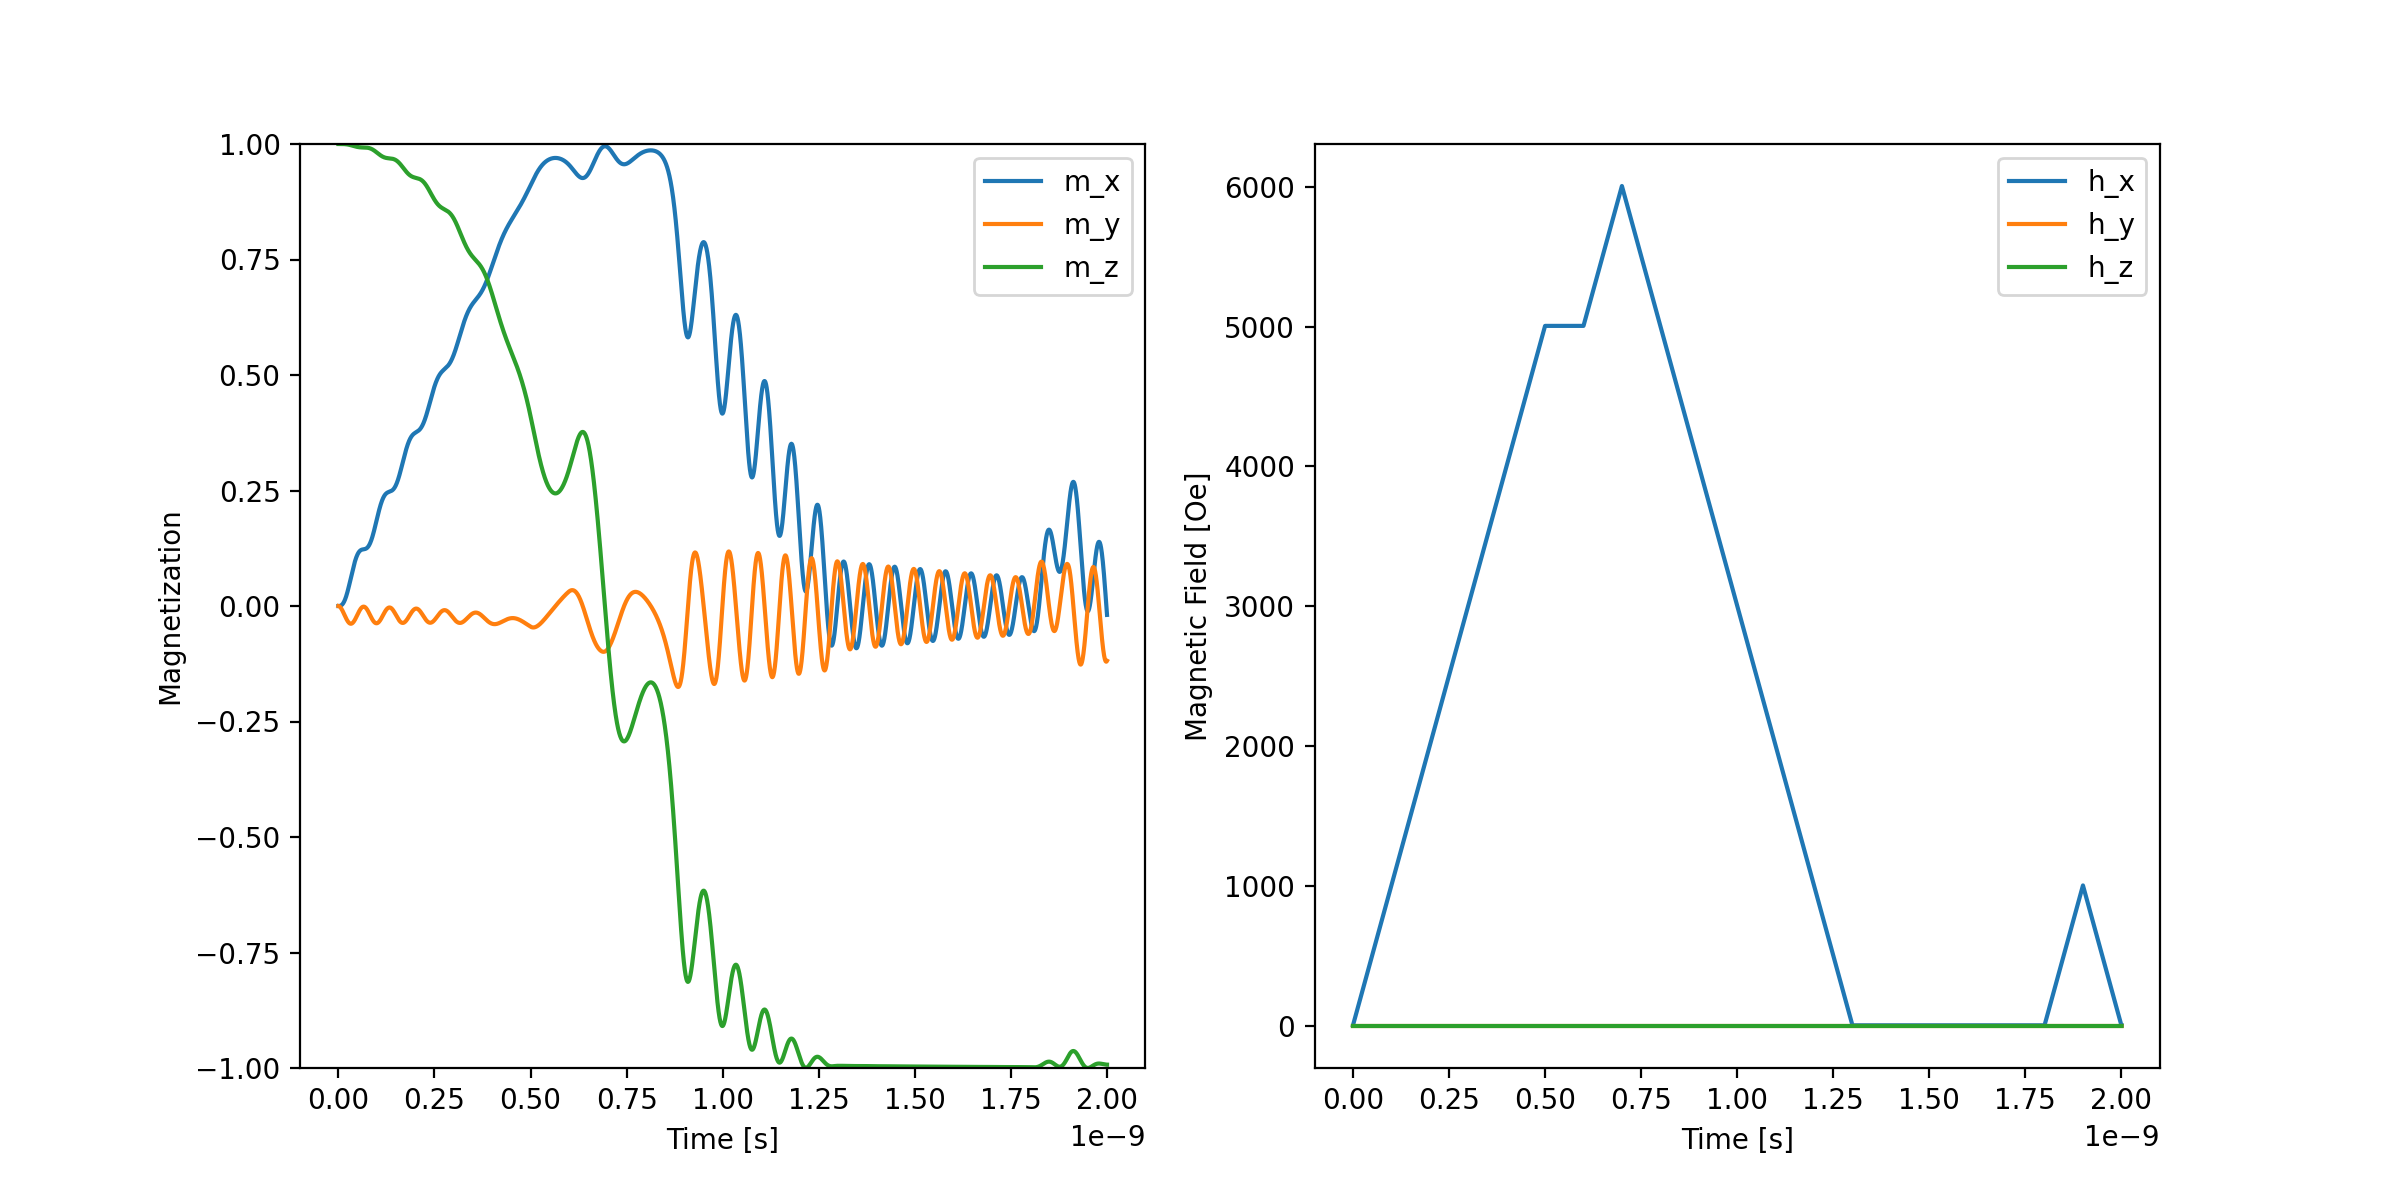 1.00
0.75
0.50
0.25
0.00
−0.25
−0.50
−0.75
−1.00
Magnetization
m_x
m_y
m_z
0.00 0.25 0.50 0.75 1.00 1.25 1.50 1.75 2.00
Time [s]
1e−9
6000
5000
4000
3000
2000
1000
0
Magnetic Field [Oe]
h_x
h_y
h_z
0.00 0.25 0.50 0.75 1.00 1.25 1.50 1.75 2.00
Time [s]
1e−9